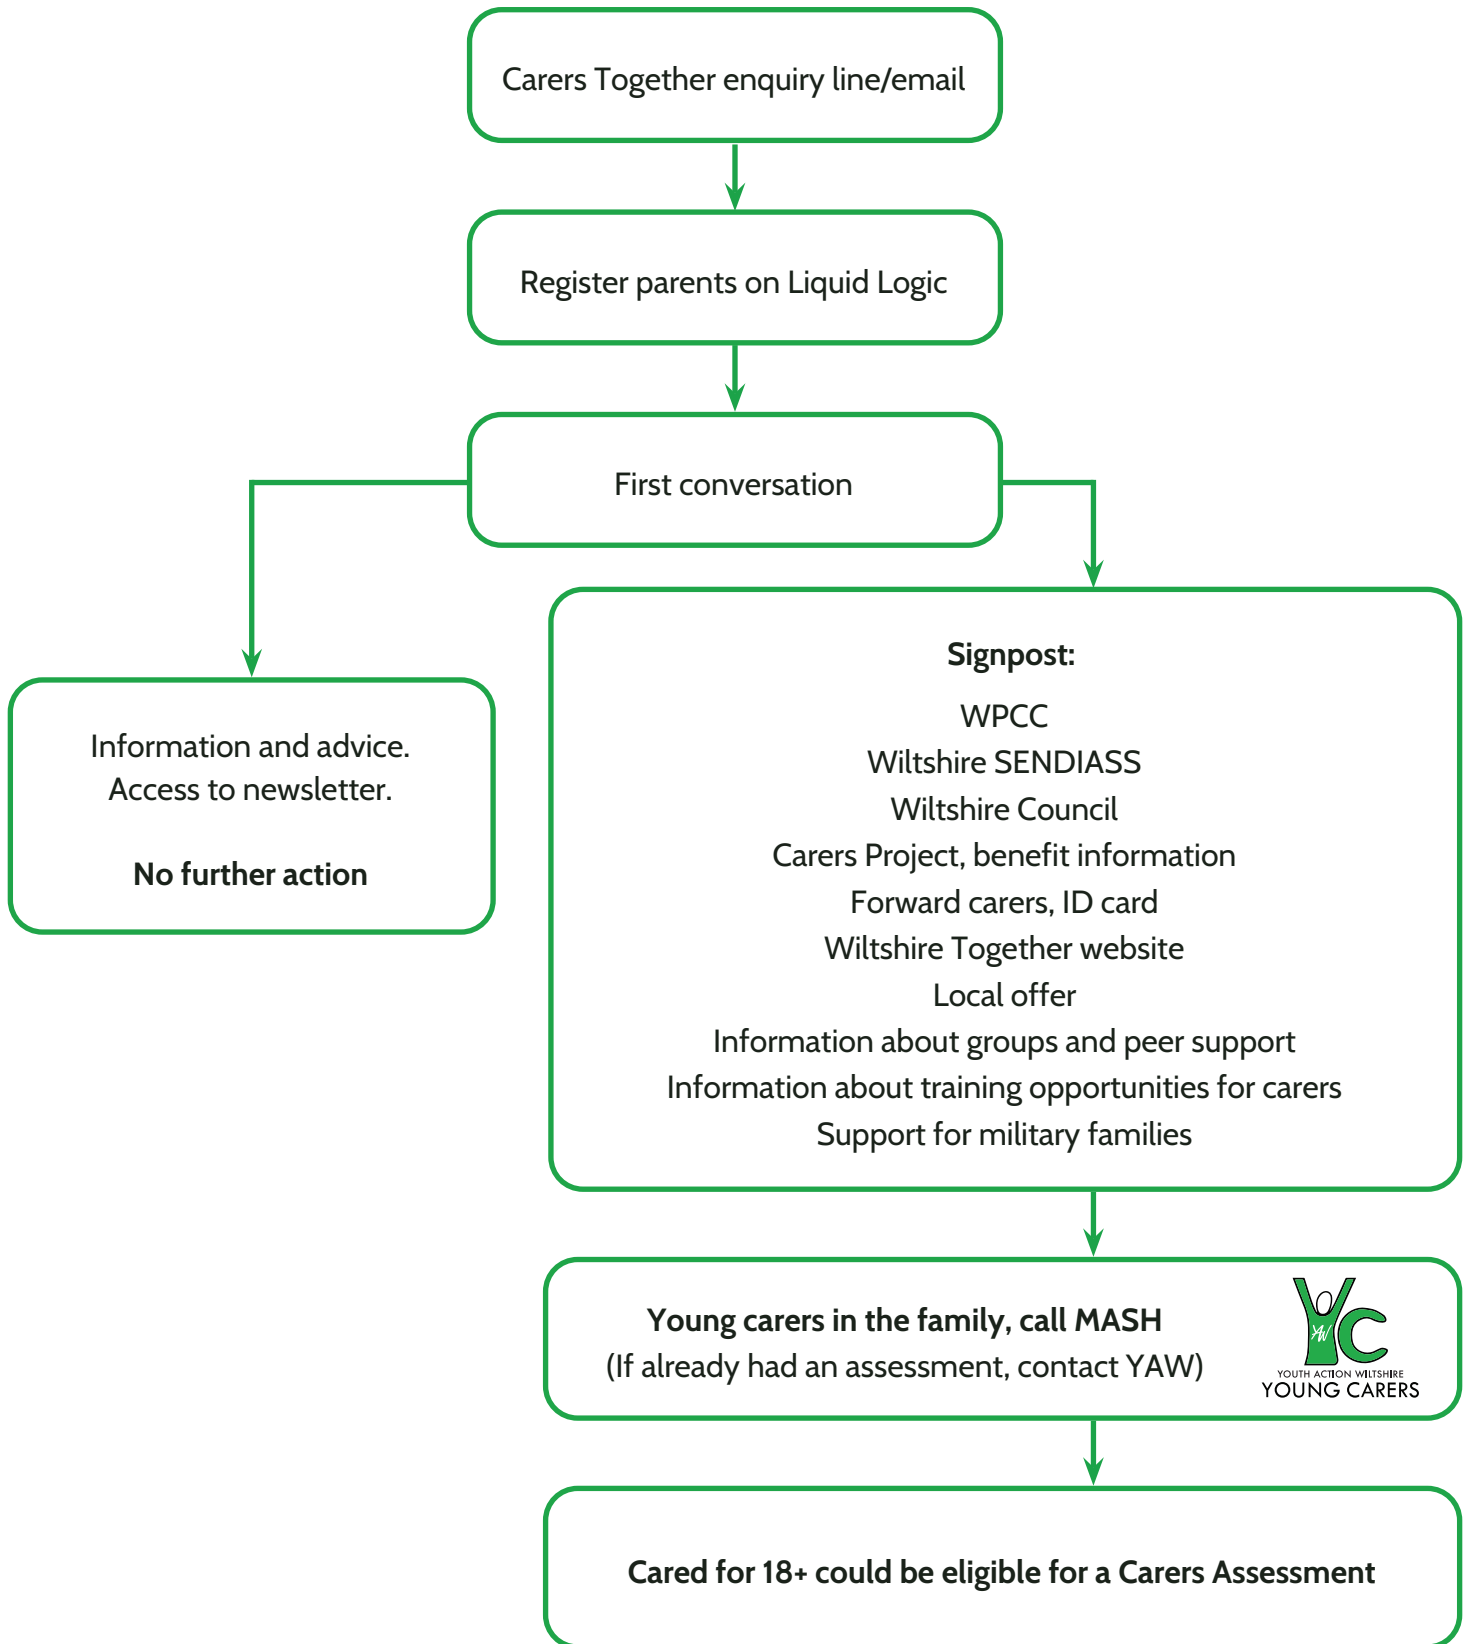 Carers Together enquiry line/email
Register parents on Liquid Logic
First conversation
Information and advice.
Access to newsletter.
No further action
Signpost:
WPCC
Wiltshire SENDIASS
Wiltshire Council
Carers Project, benefit information
Forward carers, ID card
Wiltshire Together website
Local offer
Information about groups and peer support
Information about training opportunities for carers
Support for military families
Young carers in the family, call MASH
(If already had an assessment, contact YAW)
YC
YAW
YOUTH ACTION WILTSHIRE
YOUNG CARERS
Cared for 18+ could be eligible for a Carers Assessment